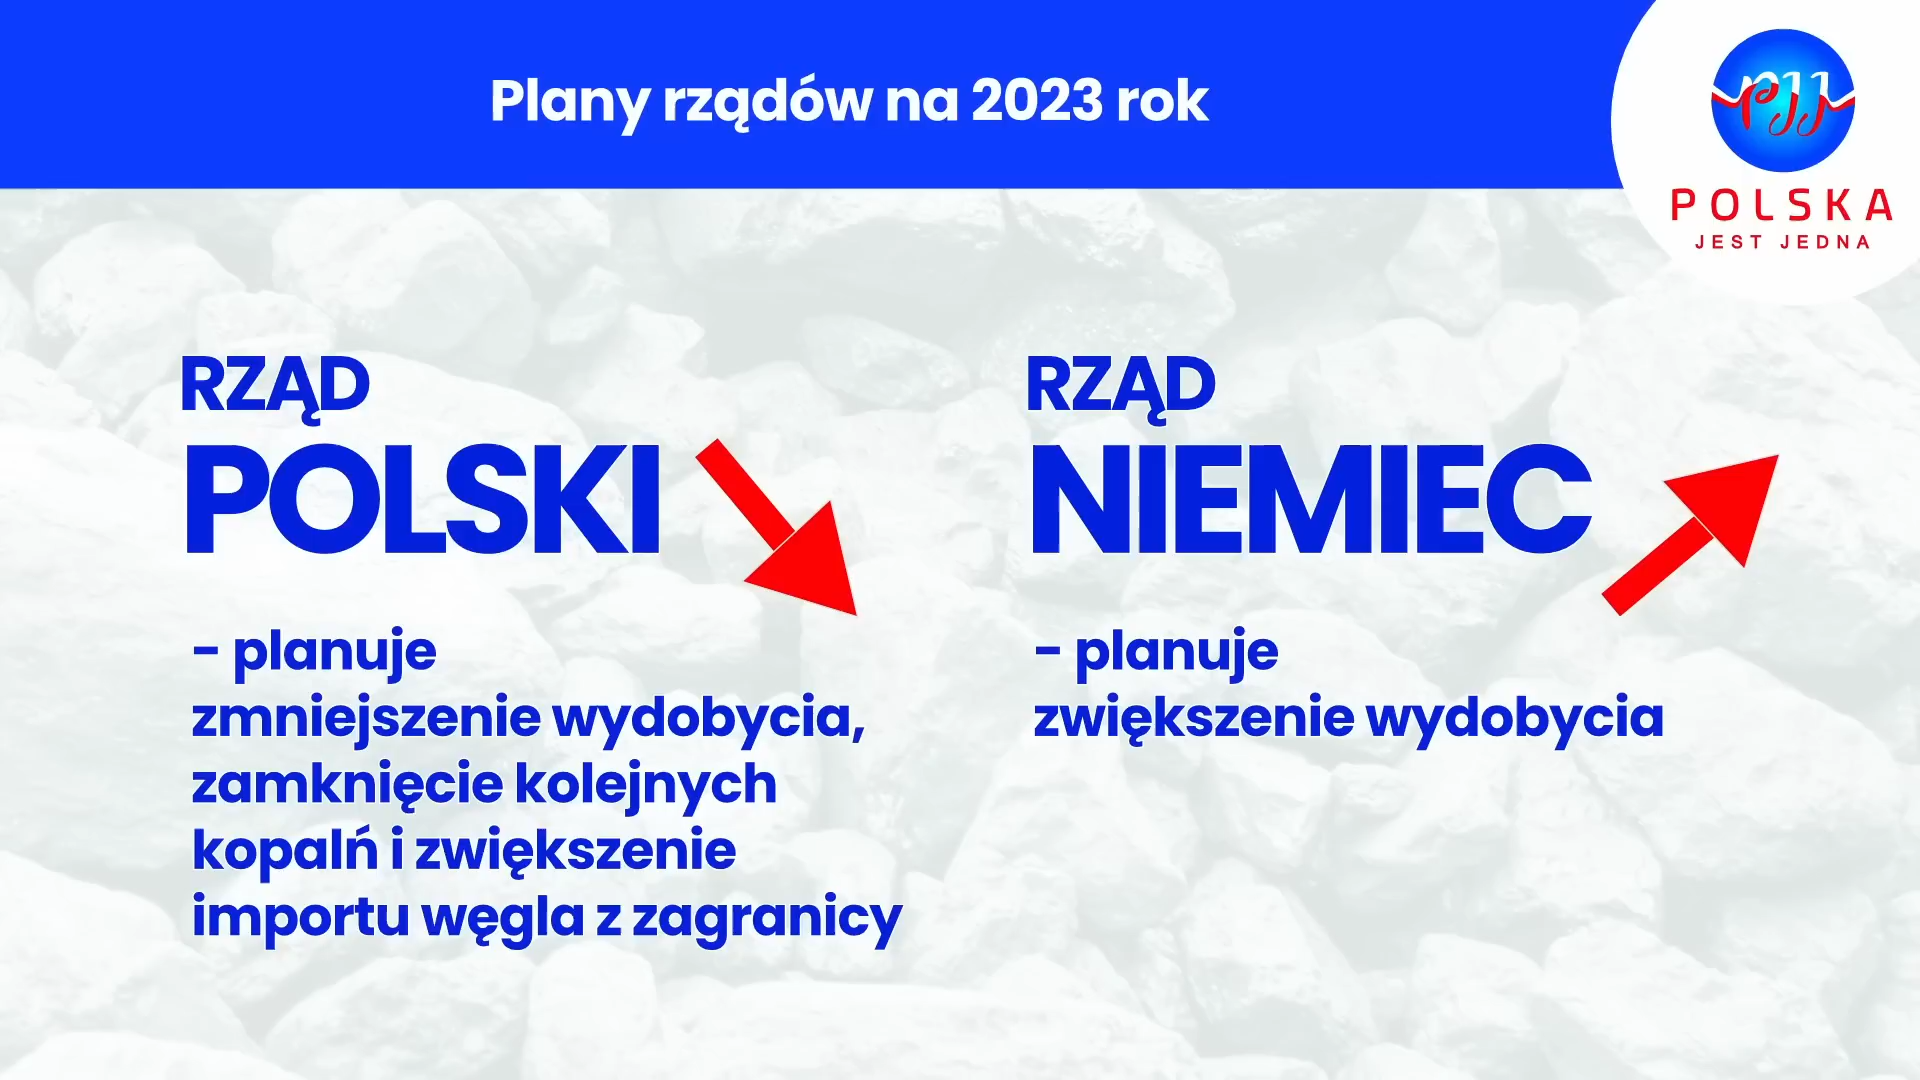 Plany rządów na 2023 rok
PJJ
POLSKA
JEST JEDNA
RZĄD
POLSKI
- planuje
zmniejszenie wydobycia,
zamknięcie kolejnych
kopalń i zwiększenie
importu węgla z zagranicy
RZĄD
NIEMIEC
- planuje
zwiększenie wydobycia